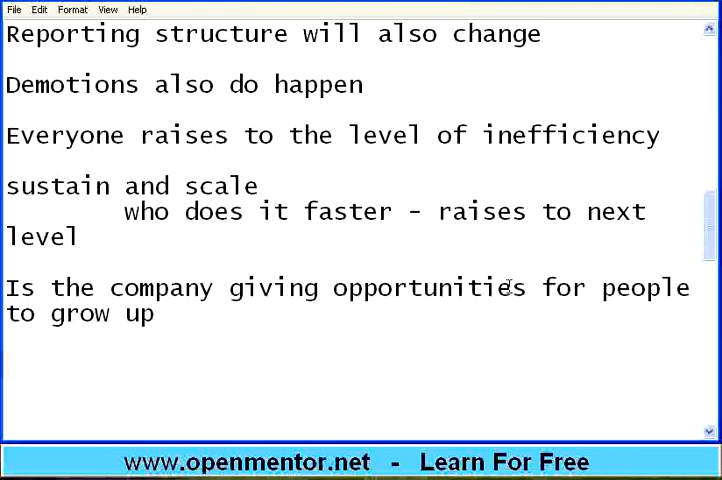 File Edit Format View Help
Reporting structure will also change
Demotions also do happen
Everyone raises to the level of inefficiency
sustain and scale
who does it faster - raises to next
level
Is the company giving opportunities for people
to grow up
www.openmentor.net - Learn For Free